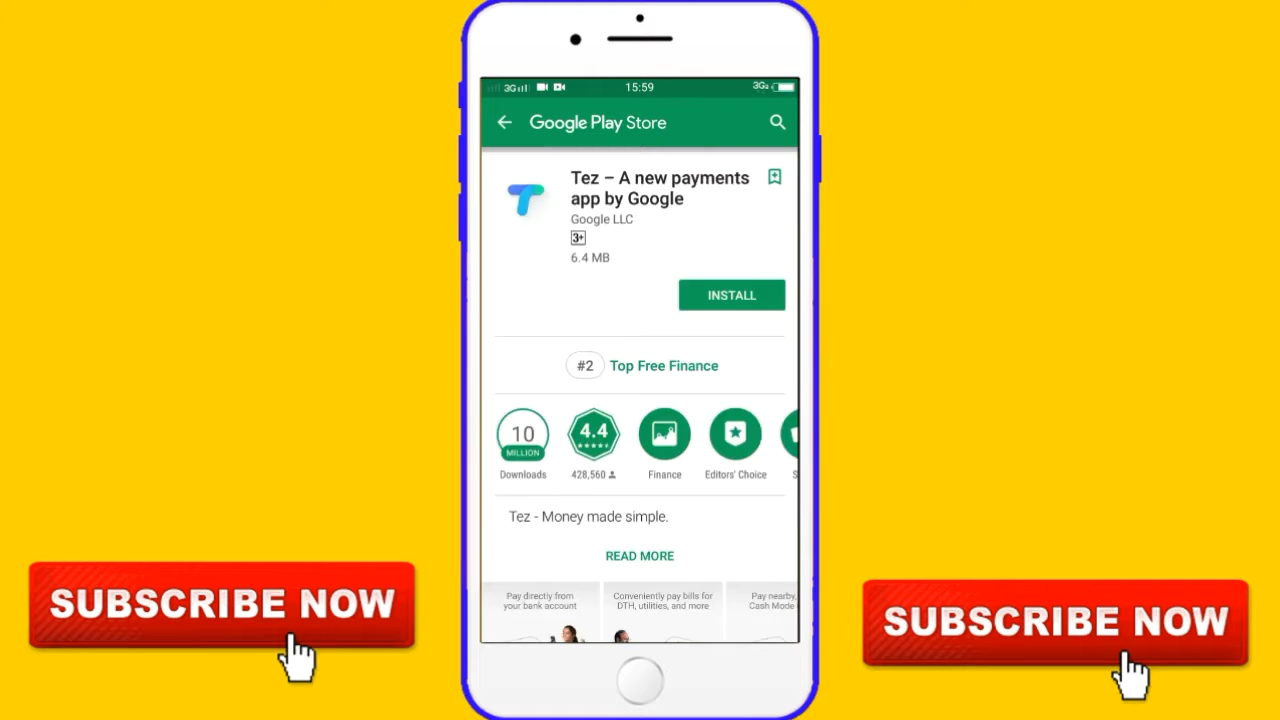 3G
15:59
3G2
Google Play Store
Tez – A new payments
app by Google
Google LLC
3+
6.4 MB
INSTALL
#2 Top Free Finance
10
MILLION
4.4
Downloads
428,560
Finance
Editors' Choice
S
Tez - Money made simple.
READ MORE
Pay directly from
your bank account
Conveniently pay bills for
DTH, utilities, and more
Pay nearby,
Cash Mode
SUBSCRIBE NOW
SUBSCRIBE NOW